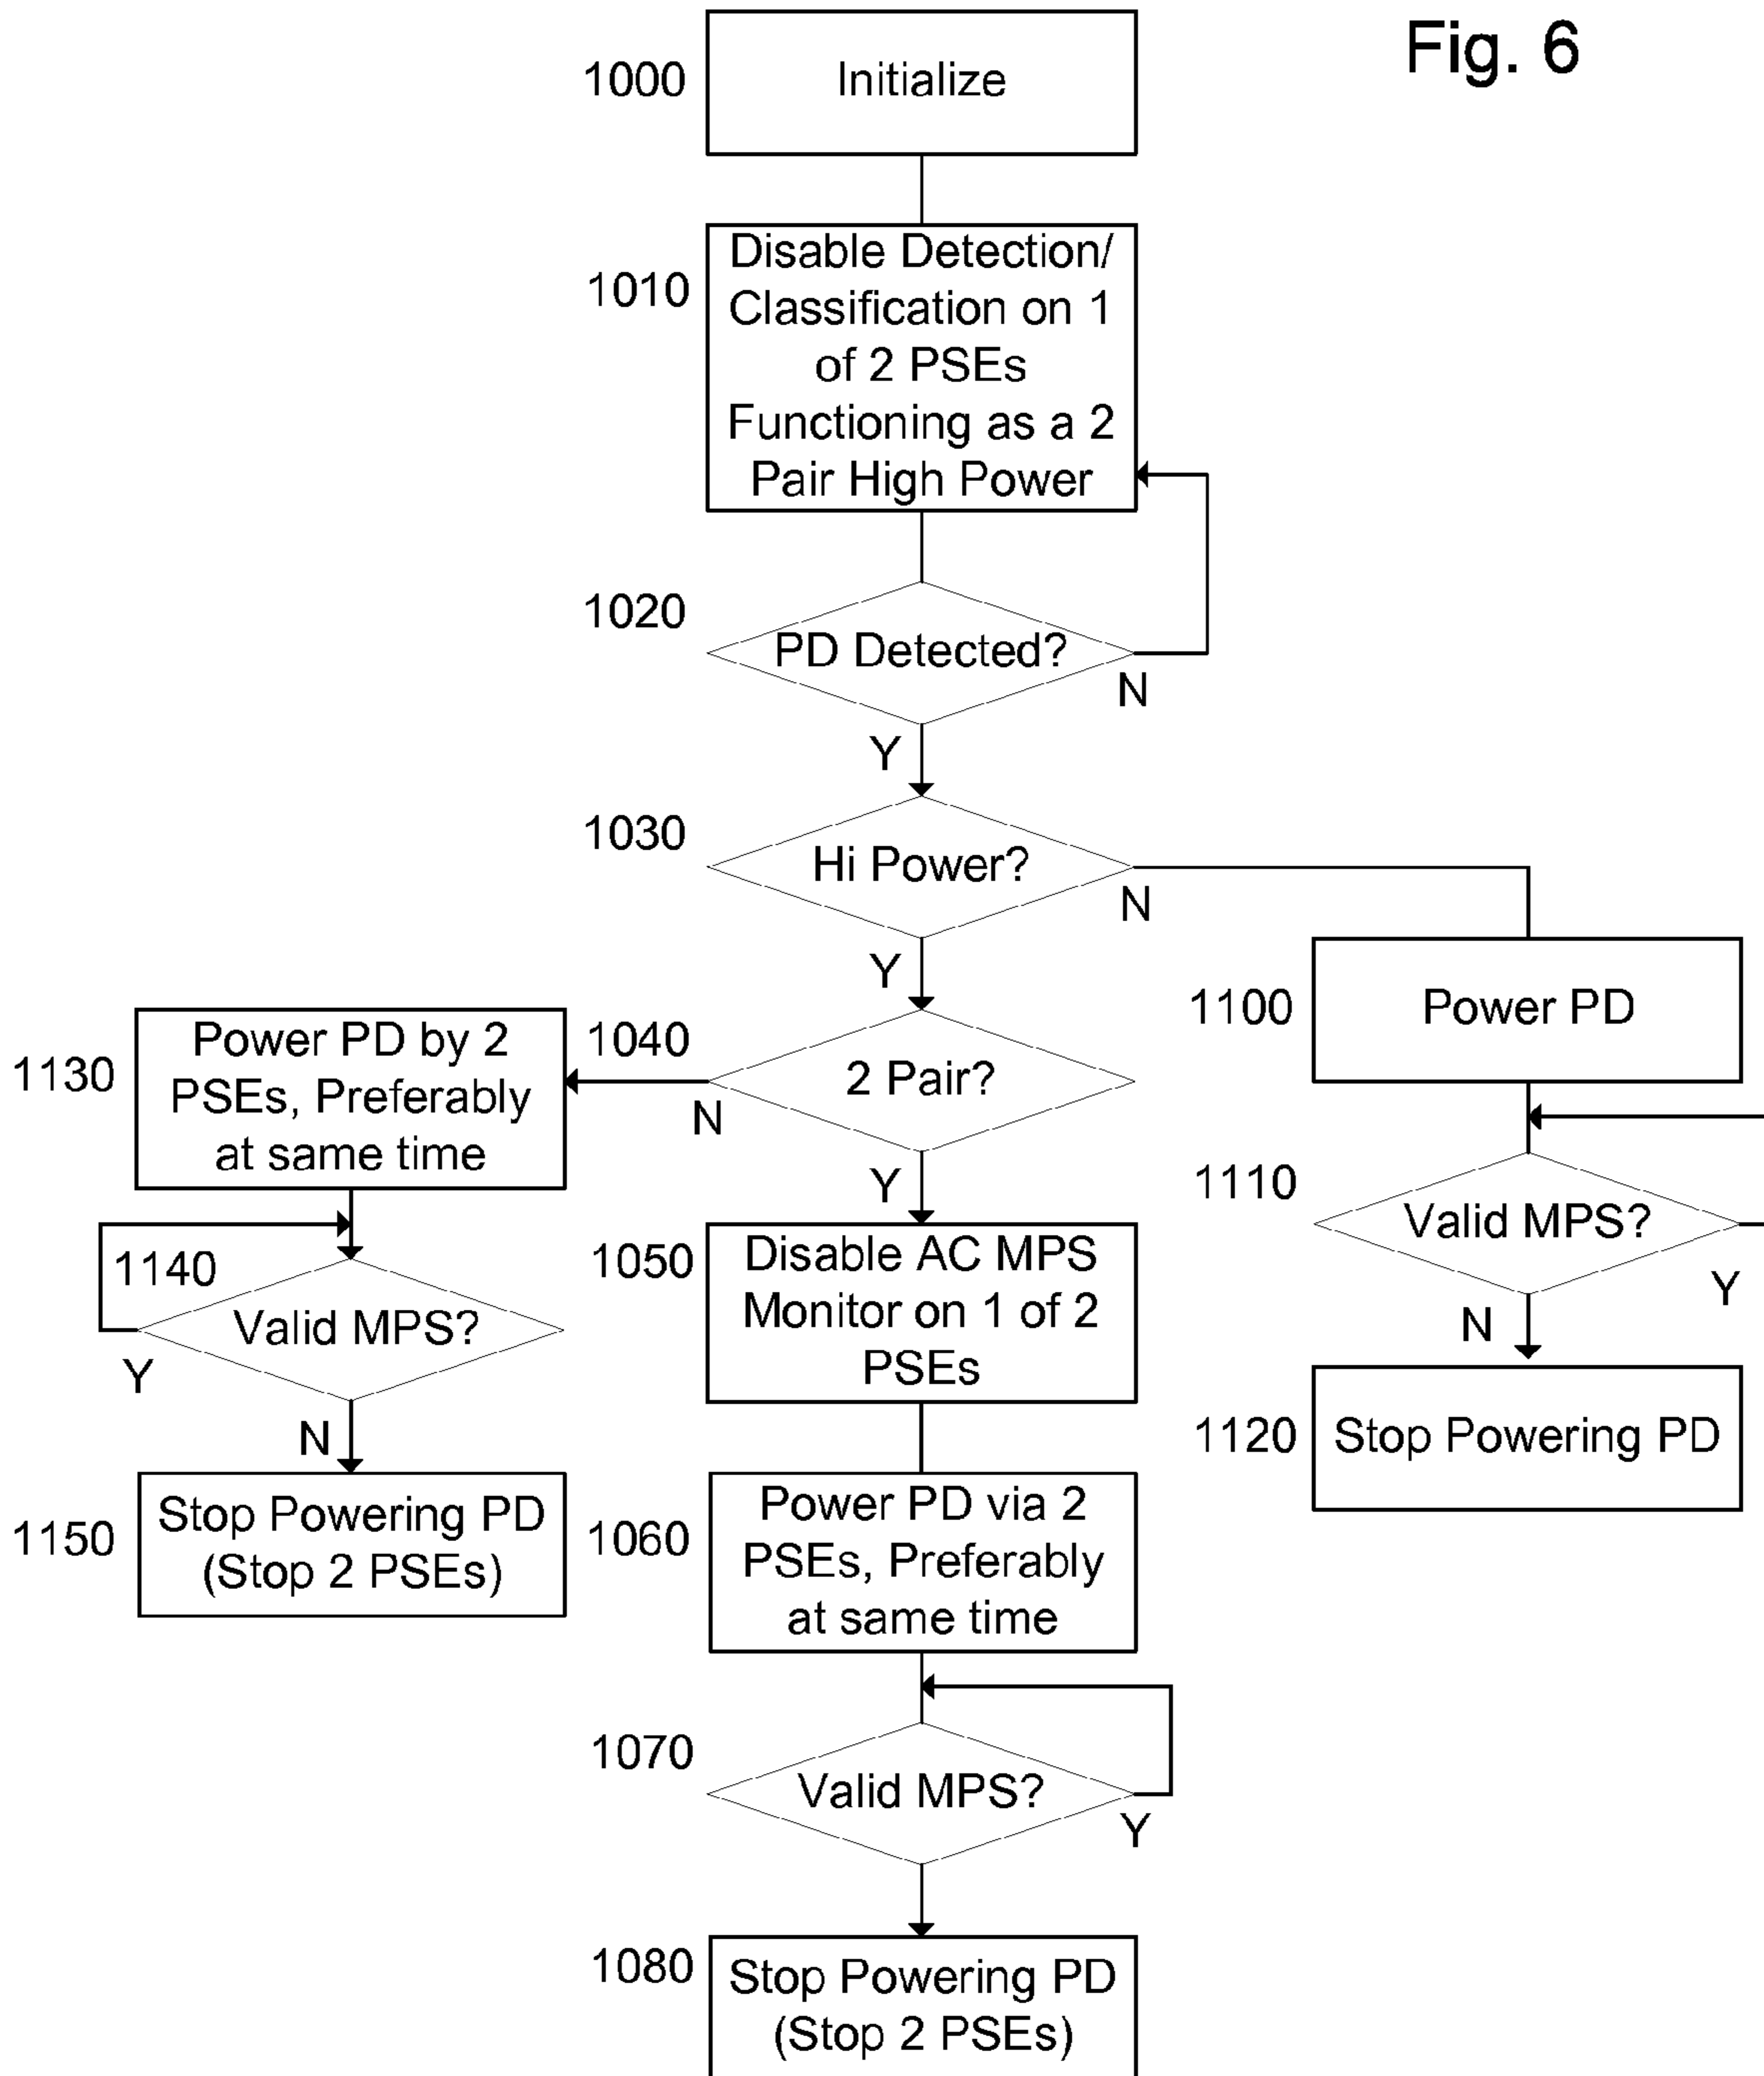 Fig. 6
1000
Initialize
1010
Disable Detection/
Classification on 1
of 2 PSEs
Functioning as a 2
Pair High Power
1020
PD Detected?
N
Y
1030
Hi Power?
N
Y
1100
Power PD
1040
2 Pair?
N
Y
1130
Power PD by 2
PSEs, Preferably
at same time
1110
Valid MPS?
Y
N
1140
Valid MPS?
Y
N
1050
Disable AC MPS
Monitor on 1 of 2
PSEs
1120
Stop Powering PD
1150
Stop Powering PD
(Stop 2 PSEs)
1060
Power PD via 2
PSEs, Preferably
at same time
1070
Valid MPS?
Y
1080
Stop Powering PD
(Stop 2 PSEs)